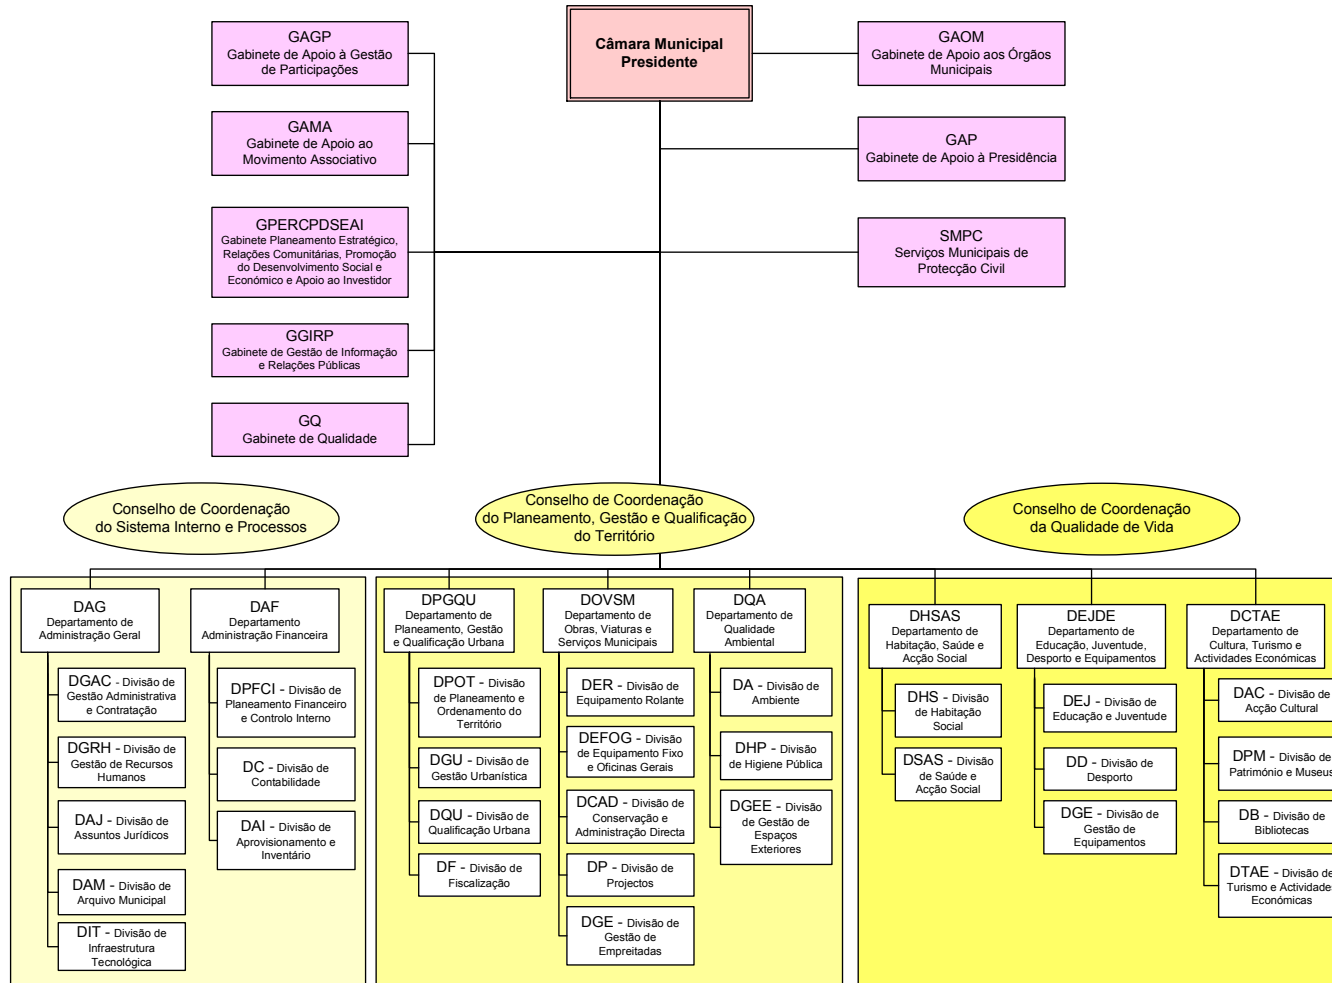 Câmara Municipal
Presidente
GAGP
Gabinete de Apoio à Gestão
de Participações
GAMA
Gabinete de Apoio ao
Movimento Associativo
GPERCPDSEAI
Gabinete Planeamento Estratégico,
Relações Comunitárias, Promoção
do Desenvolvimento Social e
Económico e Apoio ao Investidor
GGIRP
Gabinete de Gestão de Informação
e Relações Públicas
GQ
Gabinete de Qualidade
GAOM
Gabinete de Apoio aos Órgãos
Municipais
GAP
Gabinete de Apoio à Presidência
SMPC
Serviços Municipais de
Protecção Civil
Conselho de Coordenação
do Sistema Interno e Processos
Conselho de Coordenação
do Planeamento, Gestão e Qualificação
do Território
Conselho de Coordenação
da Qualidade de Vida
DAG
Departamento de
Administração Geral
DGAC - Divisão de
Gestão Administrativa
e Contratação
DGRH - Divisão de
Gestão de Recursos
Humanos
DAJ - Divisão de
Assuntos Jurídicos
DAM - Divisão de
Arquivo Municipal
DIT - Divisão de
Infraestrutura
Tecnológica
DAF
Departamento
Administração Financeira
DPFCI - Divisão de
Planeamento Financeiro
e Controlo Interno
DC - Divisão de
Contabilidade
DAI - Divisão de
Aprovisionamento e
Inventário
DPGQU
Departamento de
Planeamento, Gestão
e Qualificação Urbana
DPOT - Divisão
de Planeamento e
Ordenamento do
Território
DGU - Divisão de
Gestão Urbanística
DQU - Divisão de
Qualificação Urbana
DF - Divisão de
Fiscalização
DOVSM
Departamento de
Obras, Viaturas e
Serviços Municipais
DER - Divisão de
Equipamento Rolante
DEFOG - Divisão
de Equipamento Fixo
e Oficinas Gerais
DCAD - Divisão de
Conservação e
Administração Directa
DP - Divisão de
Projectos
DGE - Divisão de
Gestão de
Empreitadas
DQA
Departamento de
Qualidade
Ambiental
DA - Divisão de
Ambiente
DHP - Divisão
de Higiene Pública
DGEE - Divisão
de Gestão de
Espaços
Exteriores
DHSAS
Departamento de
Habitação, Saúde e
Acção Social
DHS - Divisão
de Habitação
Social
DSAS - Divisão
de Saúde e
Acção Social
DEJDE
Departamento de
Educação, Juventude,
Desporto e Equipamentos
DEJ - Divisão de
Educação e Juventude
DD - Divisão de
Desporto
DGE - Divisão de
Gestão de
Equipamentos
DCTAE
Departamento de
Cultura, Turismo e
Actividades Económicas
DAC - Divisão de
Acção Cultural
DPM - Divisão de
Património e Museus
DB - Divisão de
Bibliotecas
DTAE - Divisão de
Turismo e Actividades
Económicas